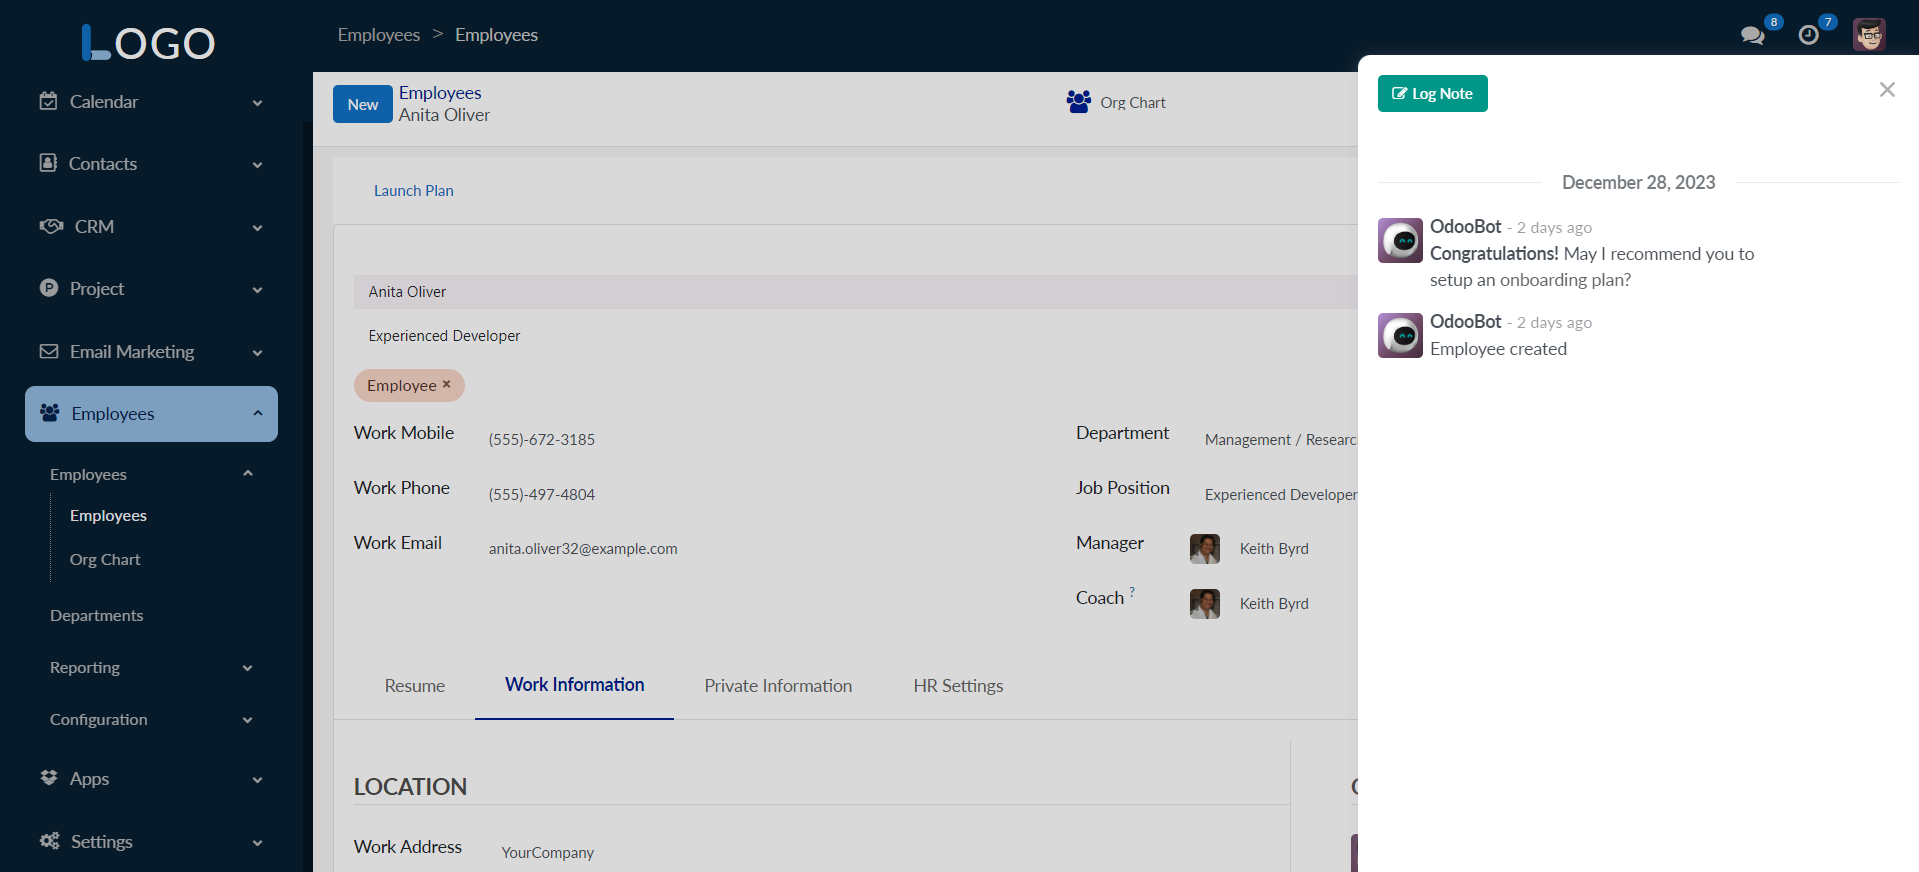 LOGO
Calendar
Contacts
CRM
Project
Email Marketing
Employees
Employees
Employees
Org Chart
Departments
Reporting
Configuration
Apps
Settings
Employees > Employees
8
7
New
Employees
Anita Oliver
Org Chart
Launch Plan
Anita Oliver
Experienced Developer
Employee ×
Work Mobile
(555)-672-3185
Work Phone
(555)-497-4804
Work Email
anita.oliver32@example.com
Department
Management / Researc
Job Position
Experienced Developer
Manager
Keith Byrd
Coach ?
Keith Byrd
Resume
Work Information
Private Information
HR Settings
LOCATION
Work Address
YourCompany
Log Note
December 28, 2023
OdooBot - 2 days ago
Congratulations! May I recommend you to
setup an onboarding plan?
OdooBot - 2 days ago
Employee created